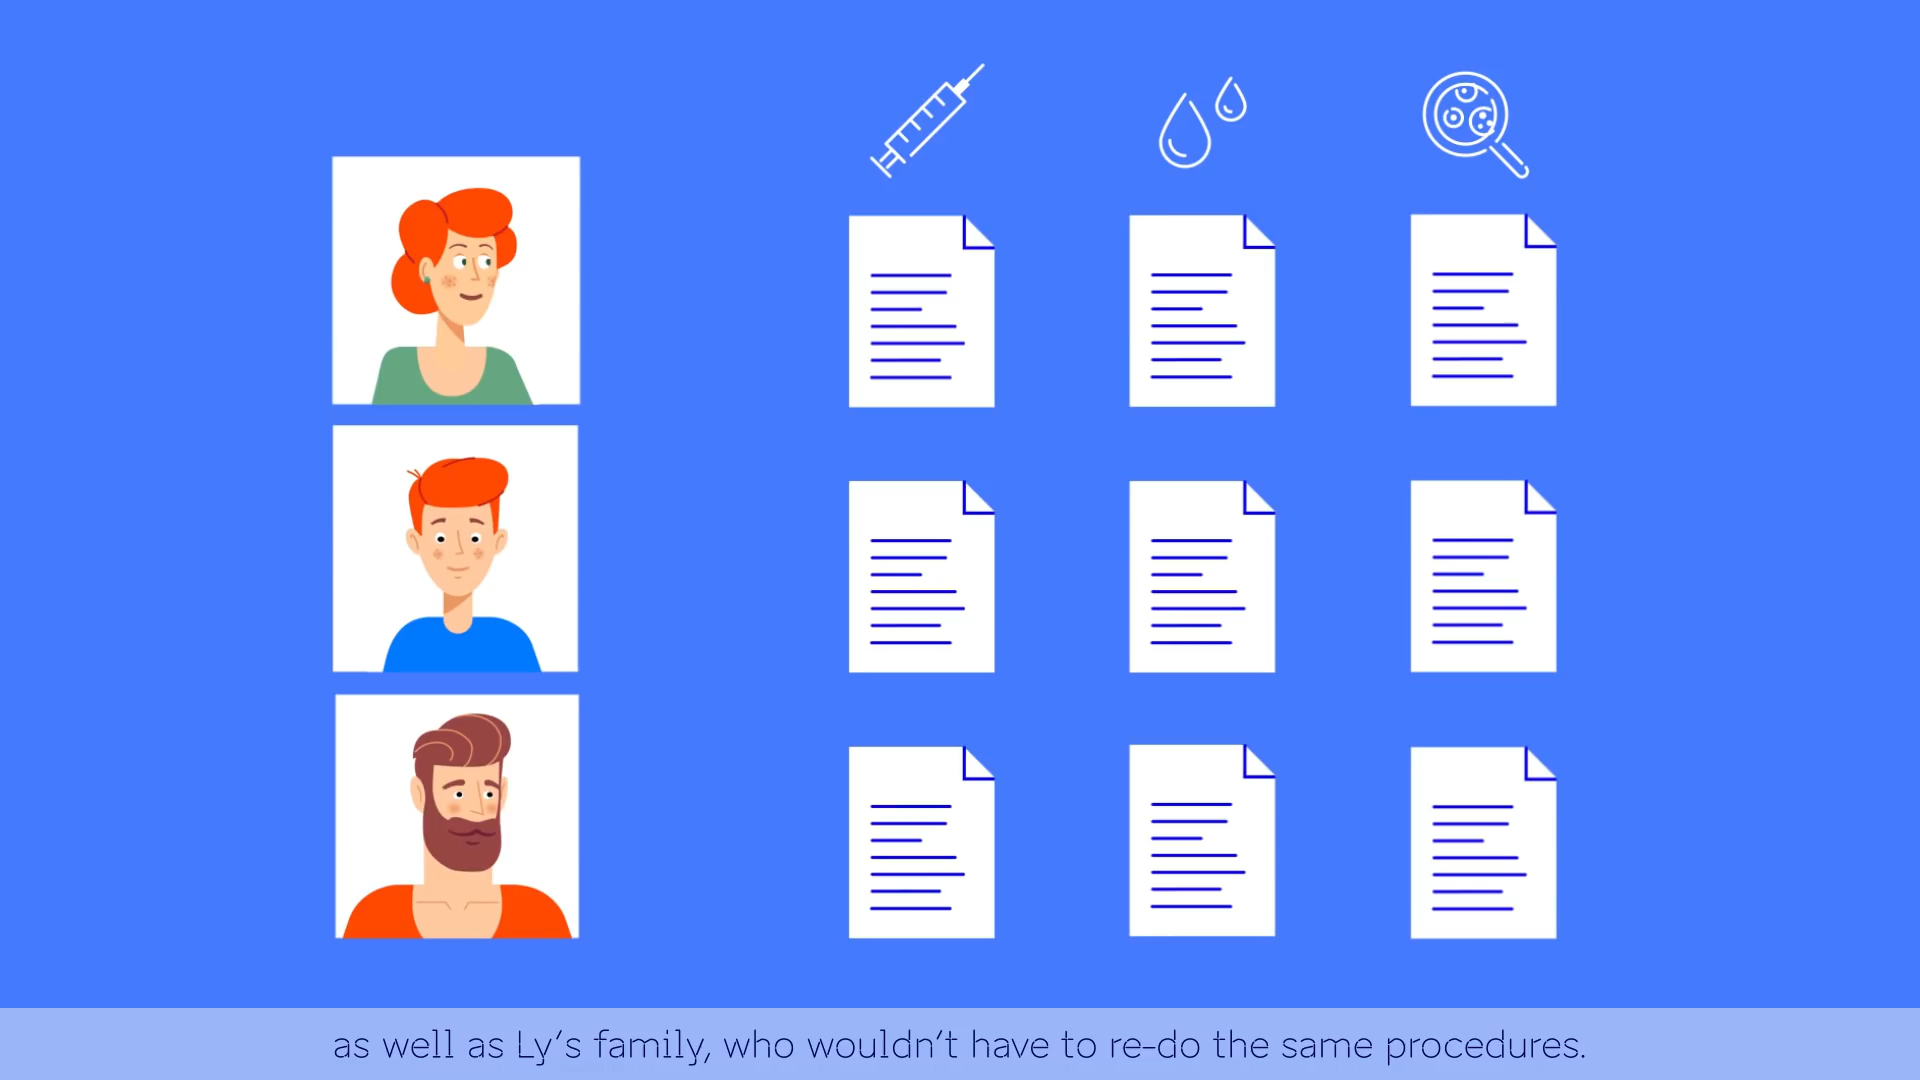 as well as Ly's family, who wouldn't have to re-do the same procedures.